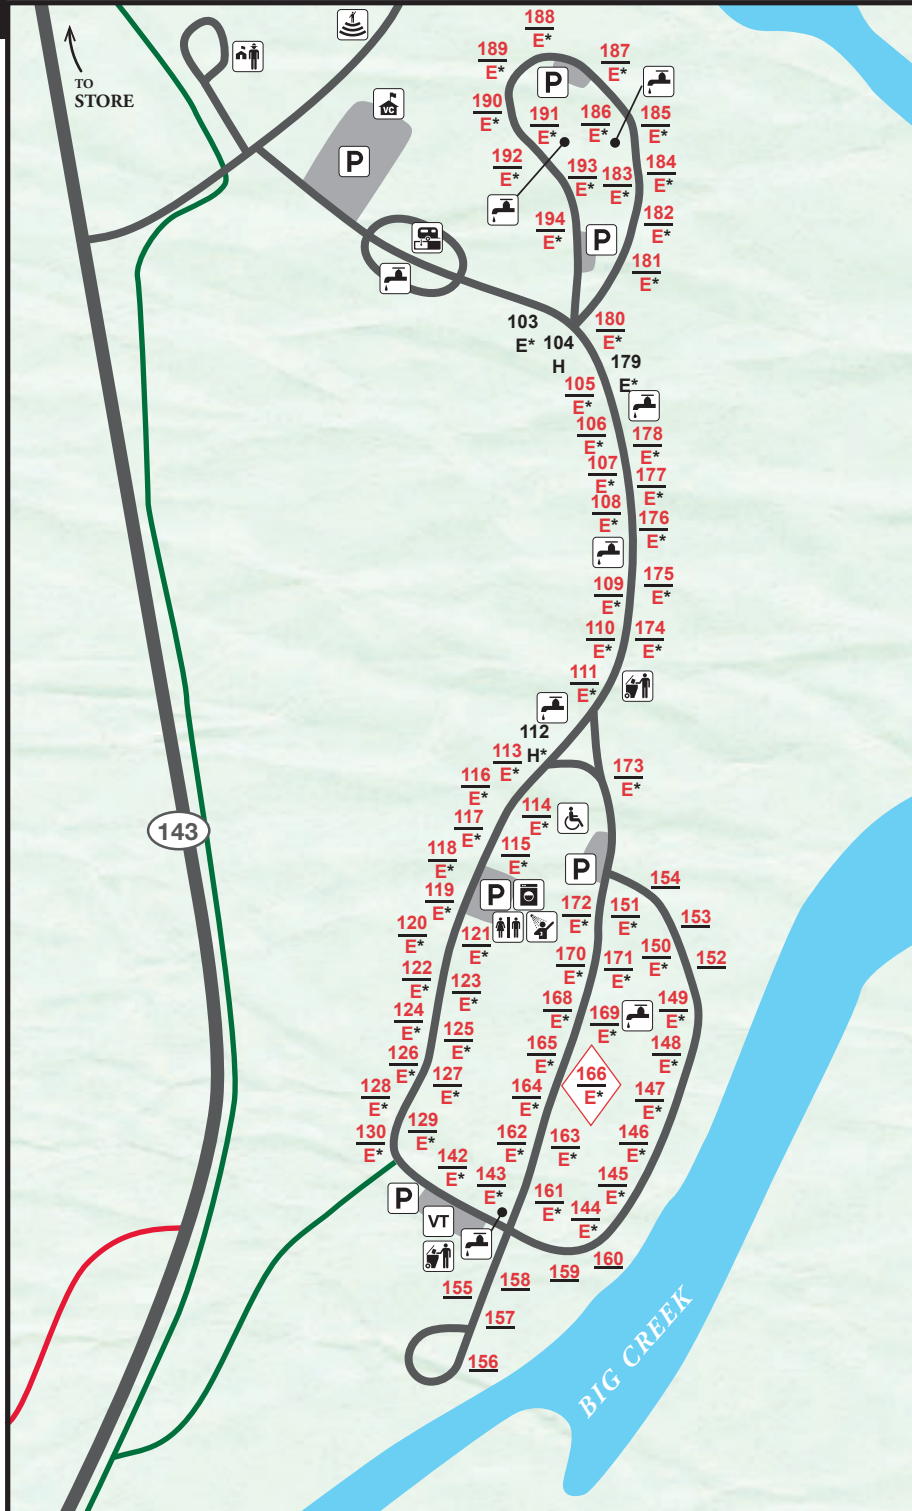 TO
STORE
VC
P
188
E*
189
E*
187
E*
P
190
E*
191
E*
186
E*
185
E*
192
E*
193
E*
183
E*
184
E*
194
E*
P
182
E*
181
E*
103
E*
104
H
180
E*
179
E*
105
E*
106
E*
178
E*
107
E*
177
E*
108
E*
176
E*
109
E*
175
E*
110
E*
174
E*
111
E*
112
H*
113
E*
173
E*
116
E*
114
E*
117
E*
115
E*
118
E*
P
119
E*
P
154
172
E*
151
E*
153
120
E*
121
E*
150
E*
152
122
E*
170
E*
171
E*
123
E*
168
E*
149
E*
124
E*
169
E*
125
E*
165
E*
148
E*
126
E*
127
E*
164
E*
166
E*
147
E*
128
E*
129
E*
162
E*
163
E*
146
E*
130
E*
142
E*
143
E*
145
E*
P
161
E*
144
E*
VT
160
159
158
155
157
156
143
BIG CREEK